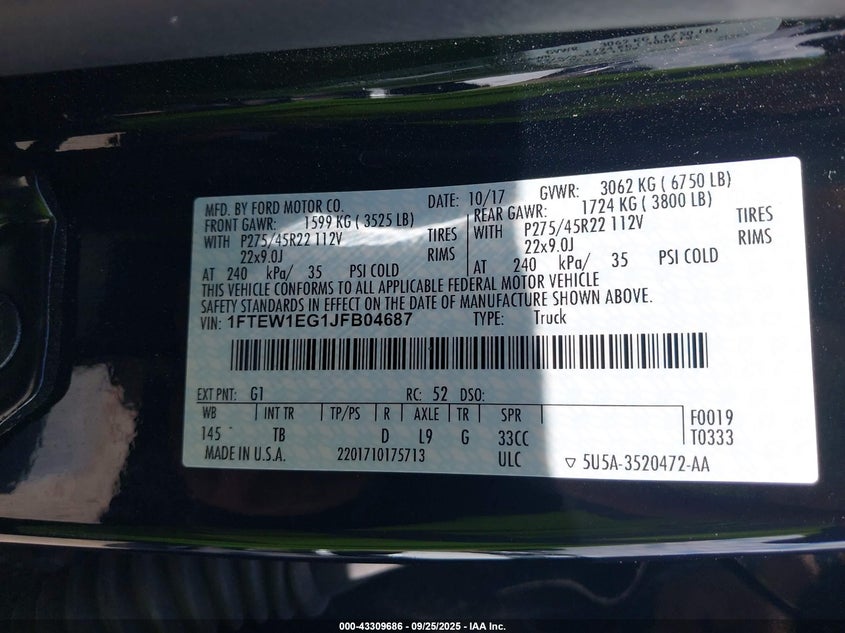 GVWR: 3062 KG ( 6750 LB)
MFD. BY FORD MOTOR CO. DATE: 10/17 GVWR: 3062 KG ( 6750 LB)
FRONT GAWR: 1599 KG ( 3525 LB) REAR GAWR: 1724 KG ( 3800 LB)
WITH P275/45R22 112V TIRES WITH P275/45R22 112V TIRES
22x9.0J RIMS 22x9.0J RIMS
AT 240 kPa/ 35 PSI COLD AT 240 kPa/ 35 PSI COLD
THIS VEHICLE CONFORMS TO ALL APPLICABLE FEDERAL MOTOR VEHICLE
SAFETY STANDARDS IN EFFECT ON THE DATE OF MANUFACTURE SHOWN ABOVE.
VIN: 1FTEW1EG1JFB04687 TYPE: Truck
EXT PNT: G1 RC: 52 DSO:
WB INT TR TP/PS R AXLE TR SPR F0019
145 TB D L9 G 33CC T0333
MADE IN U.S.A. 2201710175713 ULC ▽ 5U5A-3520472-AA
000-43309686 - 09/25/2025 - IAA Inc.